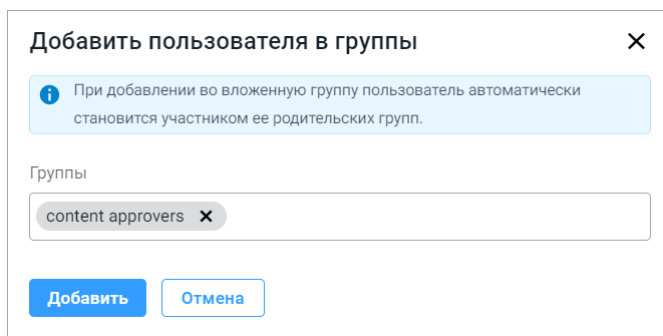 Добавить пользователя в группы
При добавлении во вложенную группу пользователь автоматически
становится участником ее родительских групп.
Группы
content approvers
Добавить Отмена